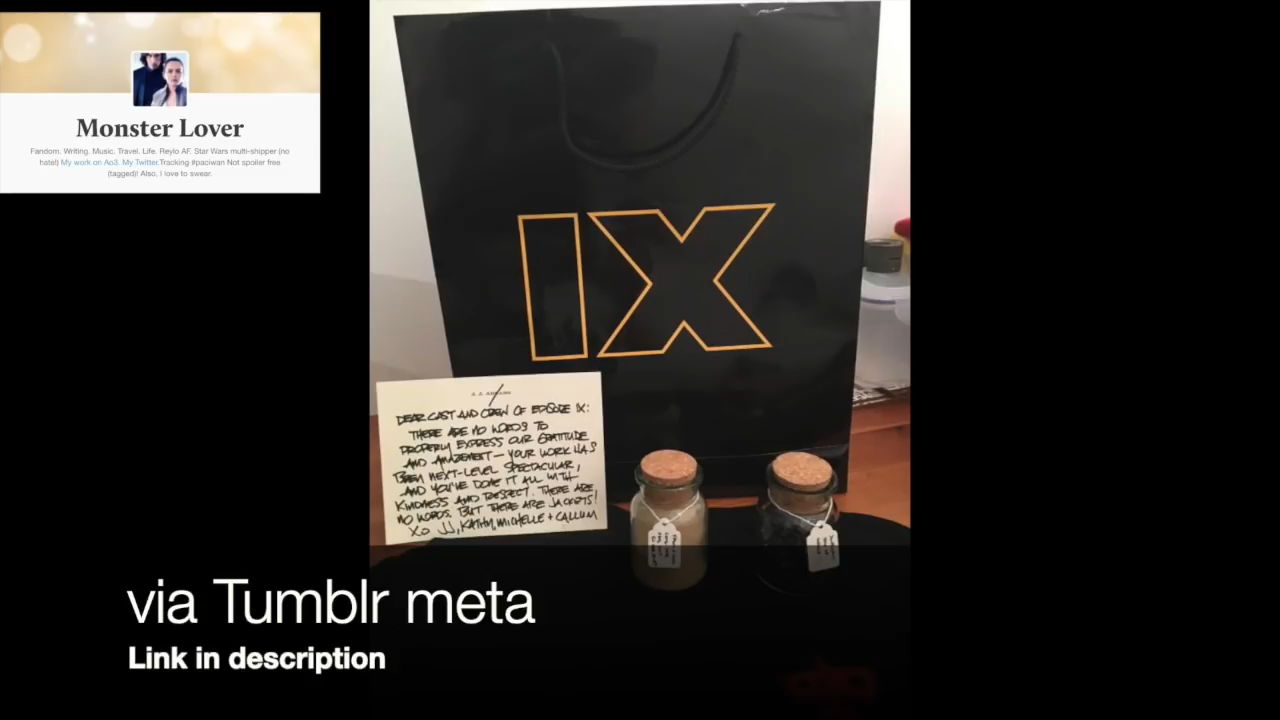 Monster Lover
Fandom. Writing. Music. Travel. Life. Reylo AF. Star Wars multi-shipper (no
hate!) My work on Ao3. My Twitter.Tracking #paciwan Not spoiler free
(tagged)! Also, I love to swear.
IX
J. J. ABRAMS
DEAR CAST AND CREW OF EPISODE IX:
THERE ARE NO WORDS TO
PROPERLY EXPRESS OUR GRATITUDE
AND AMAZEMENT — YOUR WORK HAS
BEEN NEXT-LEVEL SPECTACULAR,
AND YOU'VE DONE IT ALL WITH
KINDNESS AND RESPECT. THERE ARE
NO WORDS. BUT THERE ARE JACKETS!
XO JJ, KATHY, MICHELLE + CALLUM
via Tumblr meta
Link in description